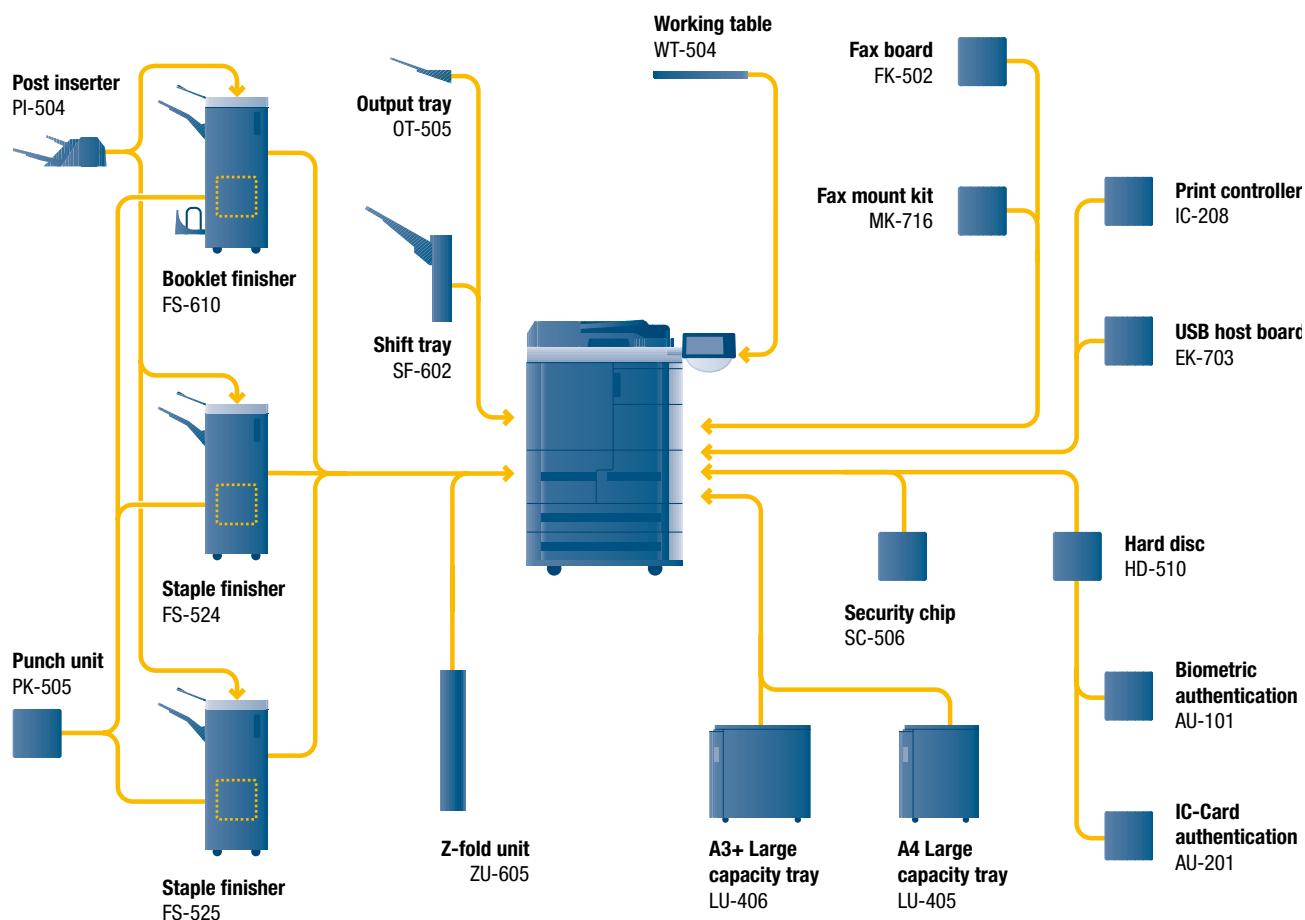 Working table
WT-504
Fax board
FK-502
Post inserter
PI-504
Output tray
OT-505
Fax mount kit
MK-716
Print controller
IC-208
Booklet finisher
FS-610
Shift tray
SF-602
USB host board
EK-703
Staple finisher
FS-524
Hard disc
HD-510
Security chip
SC-506
Punch unit
PK-505
Biometric
authentication
AU-101
Z-fold unit
ZU-605
A3+ Large
capacity tray
LU-406
A4 Large
capacity tray
LU-405
IC-Card
authentication
AU-201
Staple finisher
FS-525